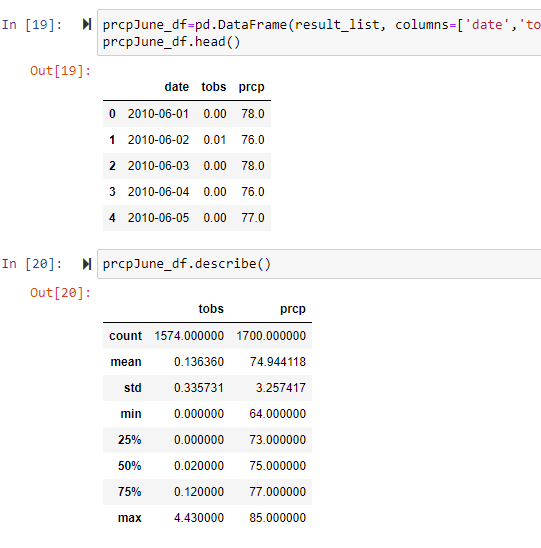 In [19]: prcpJune_df=pd.DataFrame(result_list, columns=['date','to
prcpJune_df.head()
Out[19]:
date tobs prcp
0 2010-06-01 0.00 78.0
1 2010-06-02 0.01 76.0
2 2010-06-03 0.00 78.0
3 2010-06-04 0.00 76.0
4 2010-06-05 0.00 77.0
In [20]: prcpJune_df.describe()
Out[20]:
tobs prcp
count 1574.000000 1700.000000
mean 0.136360 74.944118
std 0.335731 3.257417
min 0.000000 64.000000
25% 0.000000 73.000000
50% 0.020000 75.000000
75% 0.120000 77.000000
max 4.430000 85.000000